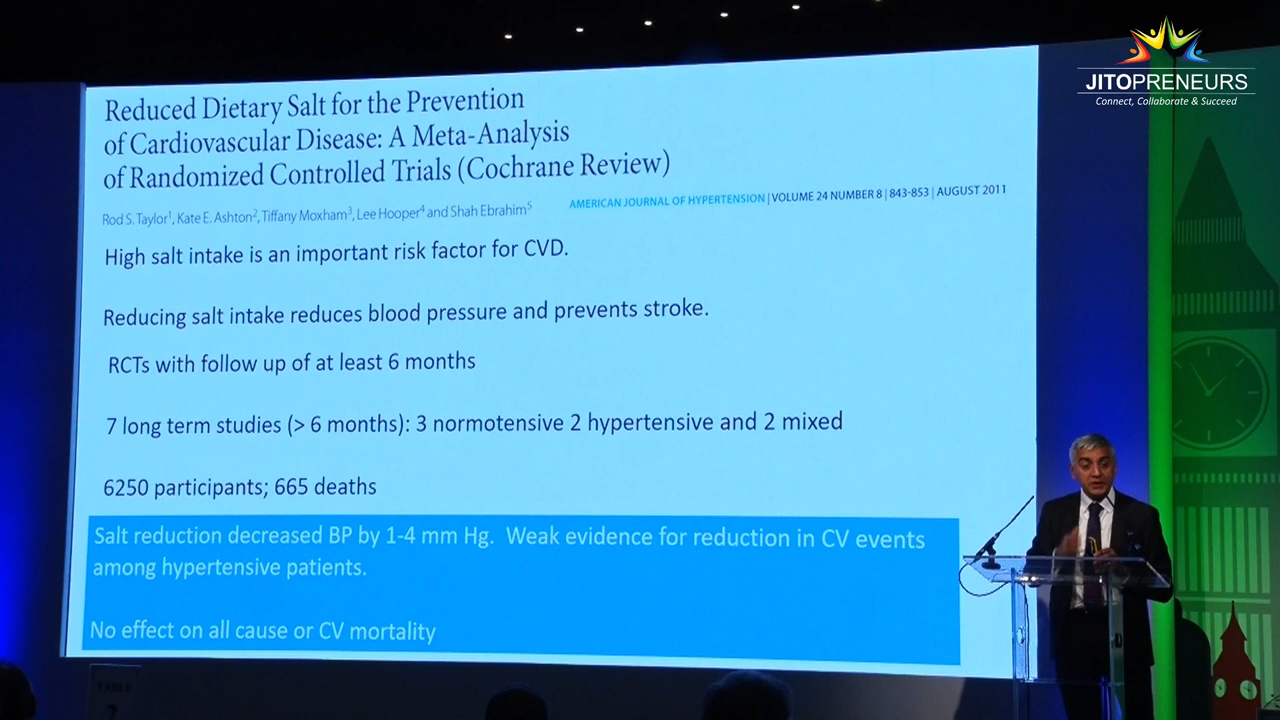 JITOPRENEURS
Connect, Collaborate & Succeed
Reduced Dietary Salt for the Prevention
of Cardiovascular Disease: A Meta-Analysis
of Randomized Controlled Trials (Cochrane Review)
AMERICAN JOURNAL OF HYPERTENSION | VOLUME 24 NUMBER 8 | 843-853 | AUGUST 2011
Rod S. Taylor¹, Kate E. Ashton², Tiffany Moxham³, Lee Hooper⁴ and Shah Ebrahim⁵
High salt intake is an important risk factor for CVD.
Reducing salt intake reduces blood pressure and prevents stroke.
RCTs with follow up of at least 6 months
7 long term studies (> 6 months): 3 normotensive 2 hypertensive and 2 mixed
6250 participants; 665 deaths
Salt reduction decreased BP by 1-4 mm Hg. Weak evidence for reduction in CV events
among hypertensive patients.
No effect on all cause or CV mortality
TABLE
2